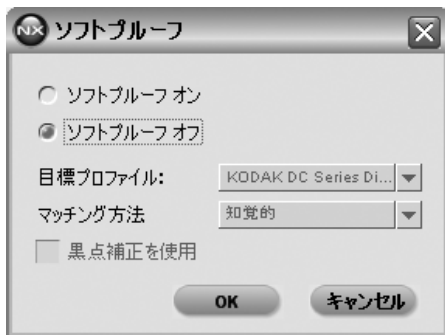 NX ソフトプルーフ
ソフトプルーフ オン
ソフトプルーフ オフ
目標プロファイル: KODAK DC Series Di...
マッチング方法 知覚的
黒点補正を使用
OK キャンセル